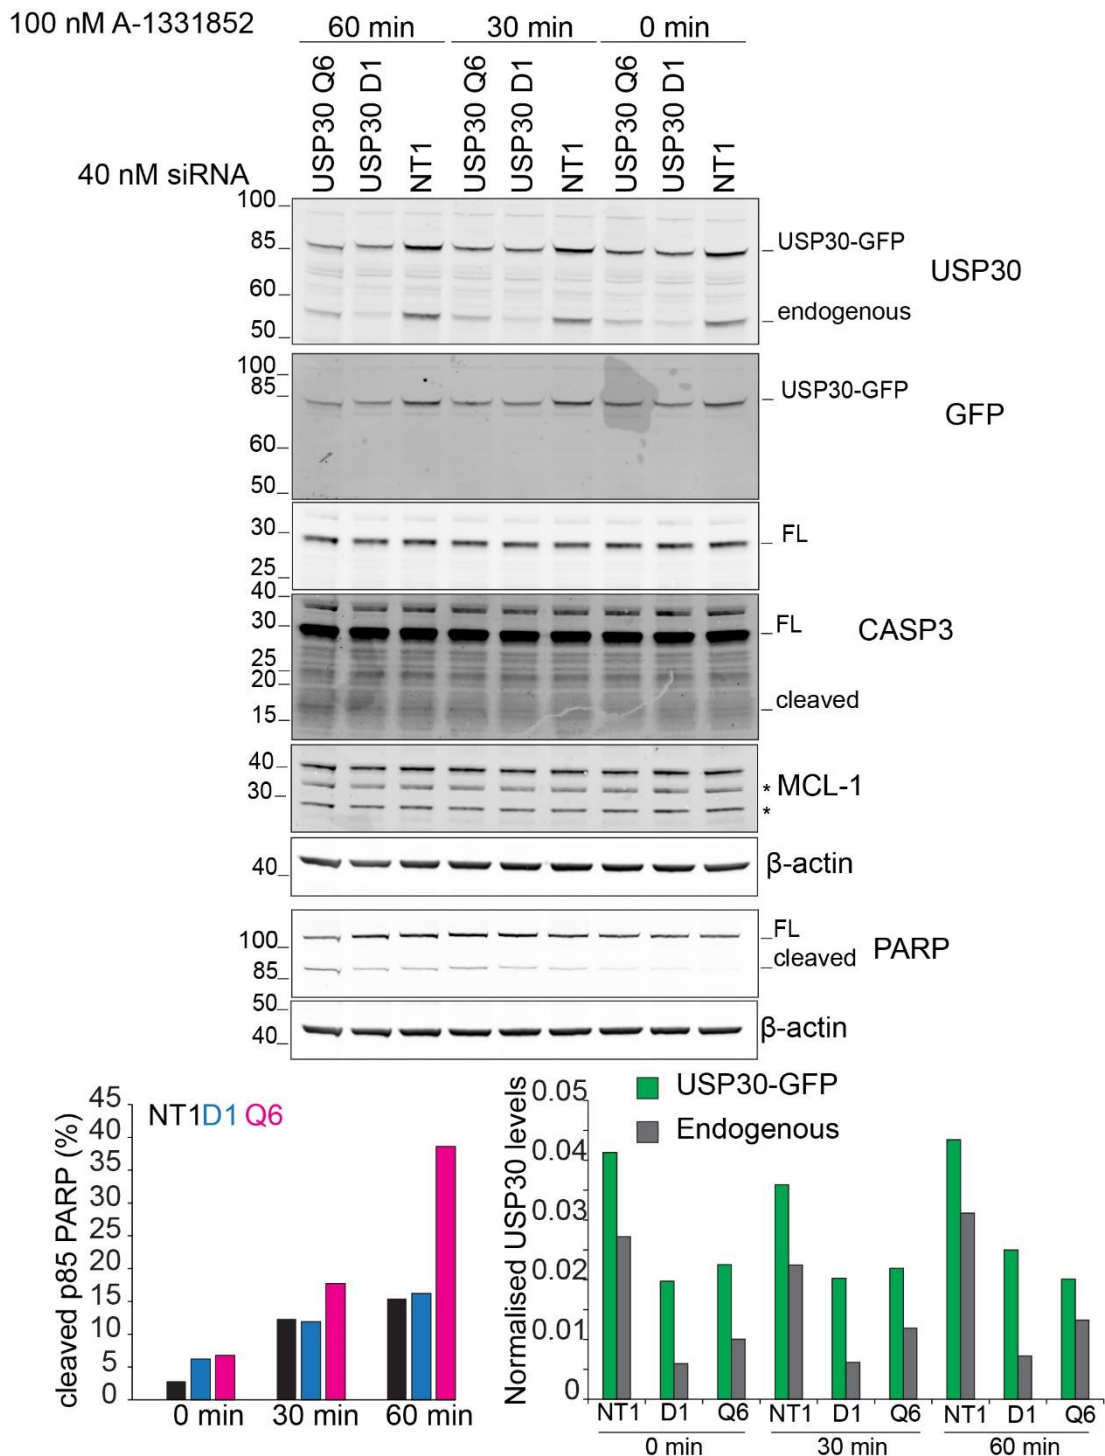 100 nM A-1331852
60 min 30 min 0 min
USP30 Q6
USP30 D1
NT1
USP30 Q6
USP30 D1
NT1
USP30 Q6
USP30 D1
NT1
40 nM siRNA
100
85
60
50
USP30-GFP
endogenous
USP30
100
85
60
50
USP30-GFP
GFP
30
25
FL
40
30
25
20
15
FL
cleaved
CASP3
40
30
*
*
MCL-1
40
β-actin
100
85
FL
cleaved
PARP
50
40
β-actin
cleaved p85 PARP (%)
45
40
35
30
25
20
15
10
5
0
NT1 D1 Q6
0 min 30 min 60 min
Normalised USP30 levels
0.05
0.04
0.03
0.02
0.01
0
USP30-GFP
Endogenous
NT1 D1 Q6 NT1 D1 Q6 NT1 D1 Q6
0 min 30 min 60 min